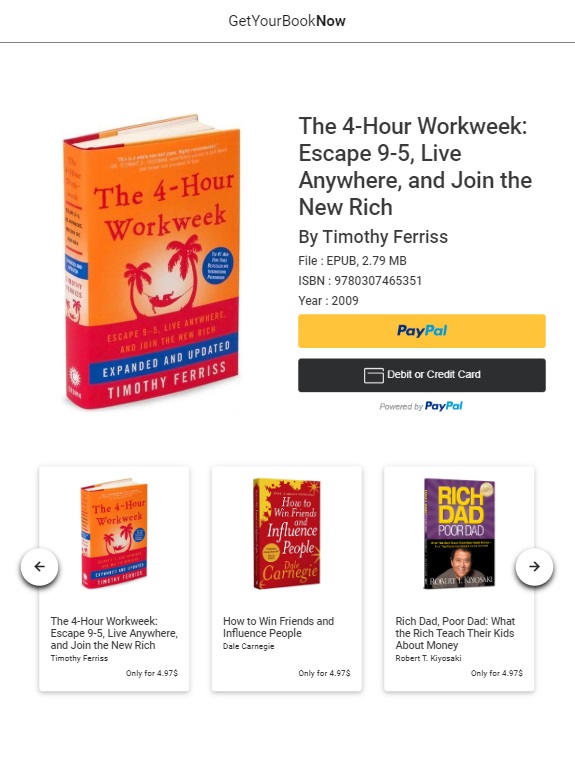 GetYourBookNow
The 4-Hour
Workweek
ESCAPE 9-5, LIVE ANYWHERE,
AND JOIN THE NEW RICH
EXPANDED AND UPDATED
TIMOTHY FERRISS
The 4-Hour Workweek:
Escape 9-5, Live
Anywhere, and Join the
New Rich
By Timothy Ferriss
File : EPUB, 2.79 MB
ISBN : 9780307465351
Year : 2009
PayPal
Debit or Credit Card
Powered by PayPal
The 4-Hour
Workweek
EXPANDED AND UPDATED
TIMOTHY FERRISS
The 4-Hour Workweek:
Escape 9-5, Live Anywhere,
and Join the New Rich
Timothy Ferriss
Only for 4.97$
How to
Win Friends
and
Influence
People
Dale
Carnegie
How to Win Friends and
Influence People
Dale Carnegie
Only for 4.97$
RICH
DAD
POOR DAD
ROBERT T. KIYOSAKI
Rich Dad, Poor Dad: What
the Rich Teach Their Kids
About Money
Robert T. Kiyosaki
Only for 4.97$